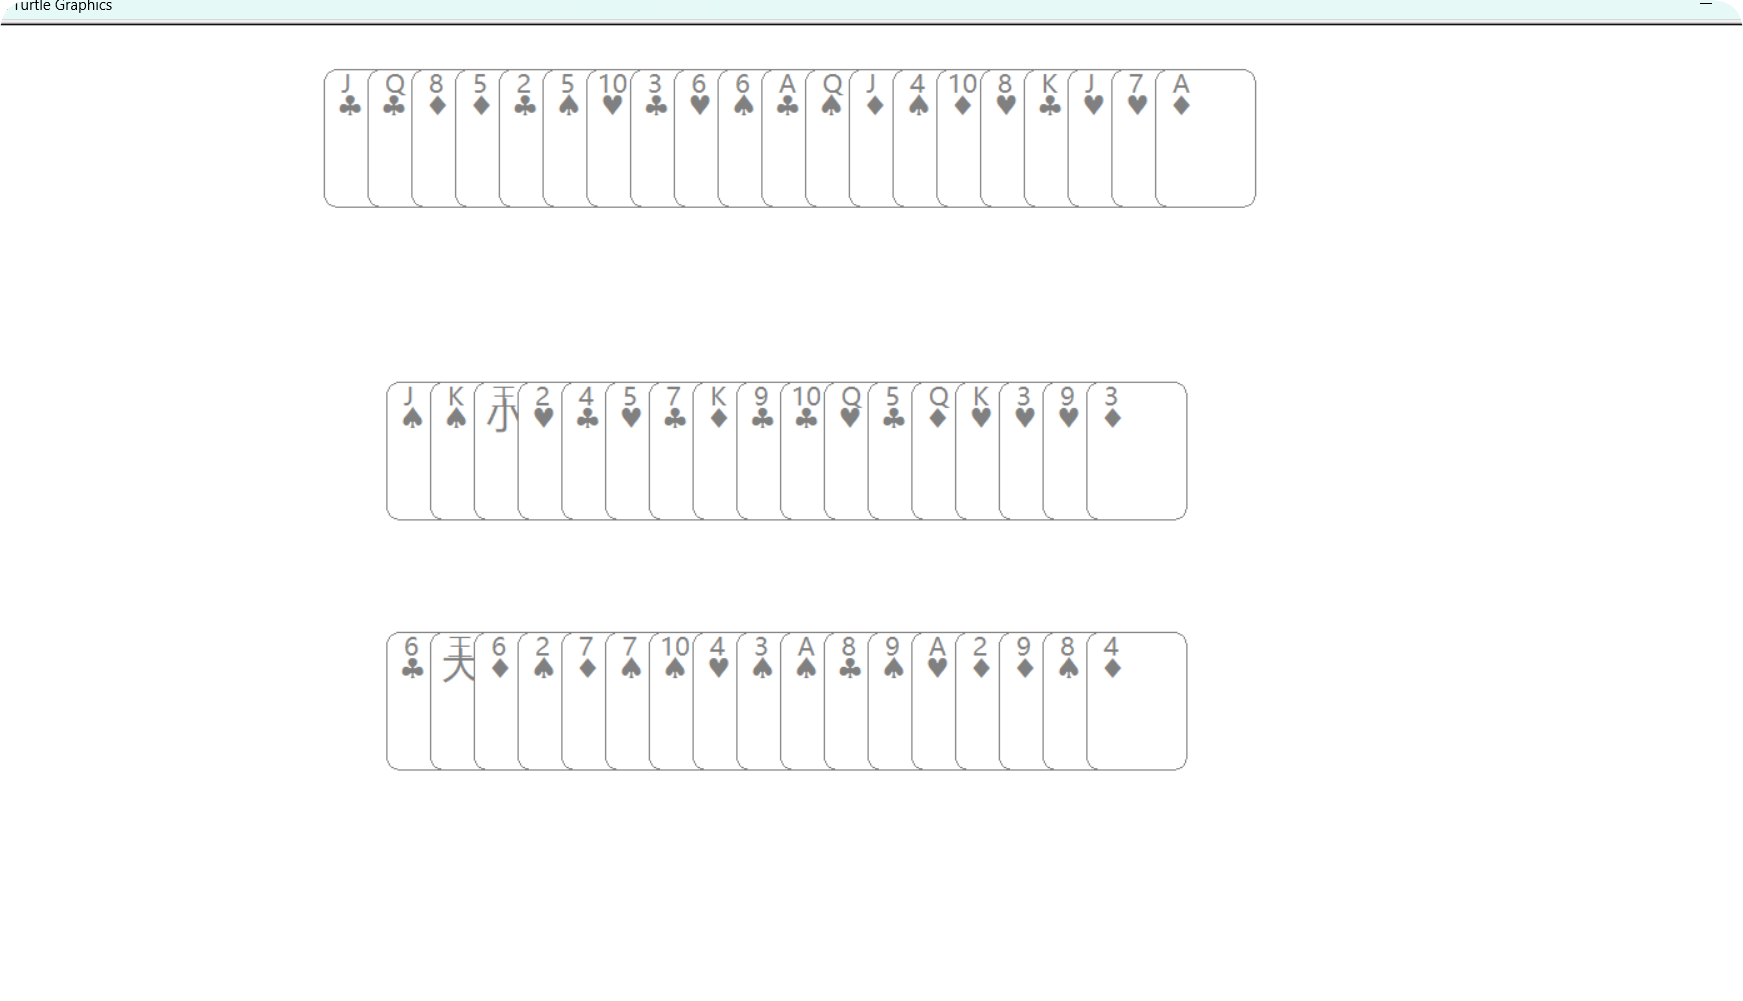 Turtle Graphics
J Q 8 5 2 5 10 3 6 6 A Q J 4 10 8 K J 7 A
♣ ♣ ♦ ♦ ♣ ♠ ♥ ♣ ♥ ♠ ♣ ♠ ♦ ♠ ♦ ♥ ♣ ♥ ♥ ♦
J K 王 2 4 5 7 K 9 10 Q 5 Q K 3 9 3
♠ ♠ 小 ♥ ♣ ♥ ♣ ♦ ♣ ♣ ♥ ♣ ♦ ♥ ♥ ♥ ♦
6 王 6 2 7 7 10 4 3 A 8 9 A 2 9 8 4
♣ 大 ♦ ♠ ♦ ♠ ♠ ♥ ♠ ♠ ♣ ♠ ♥ ♦ ♦ ♠ ♦